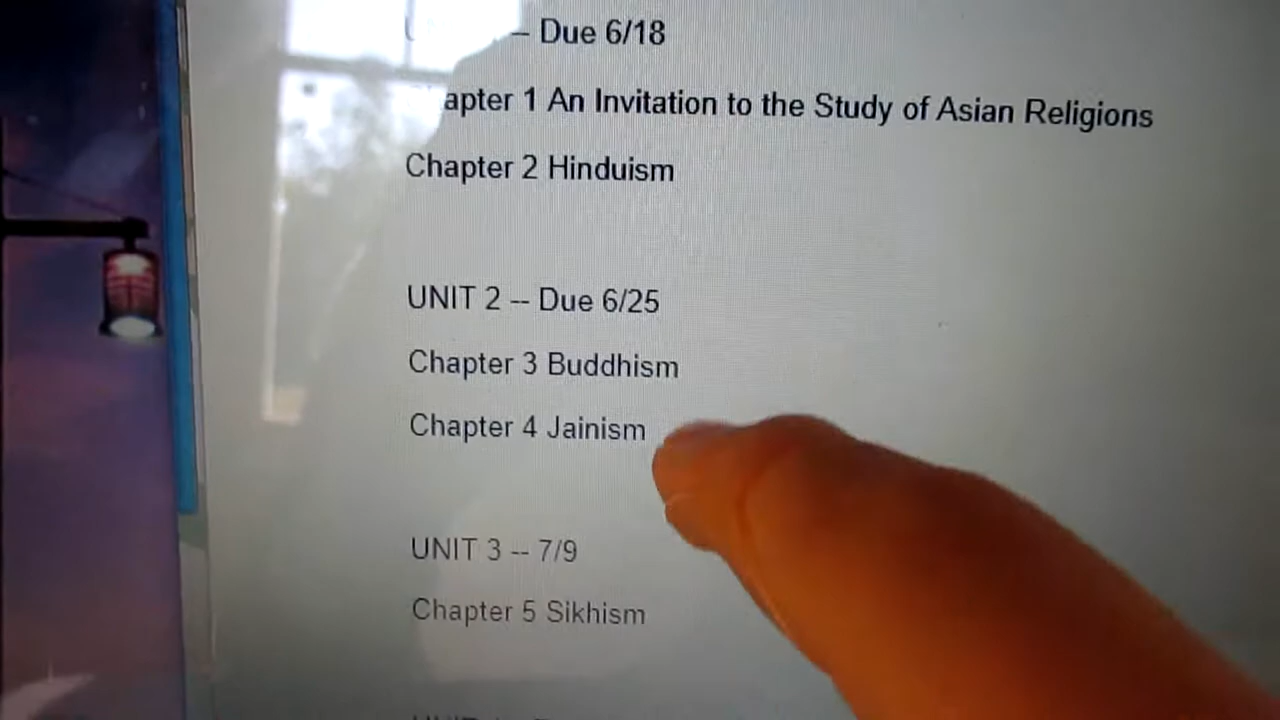 – Due 6/18
apter 1 An Invitation to the Study of Asian Religions
Chapter 2 Hinduism
UNIT 2 -- Due 6/25
Chapter 3 Buddhism
Chapter 4 Jainism
UNIT 3 -- 7/9
Chapter 5 Sikhism